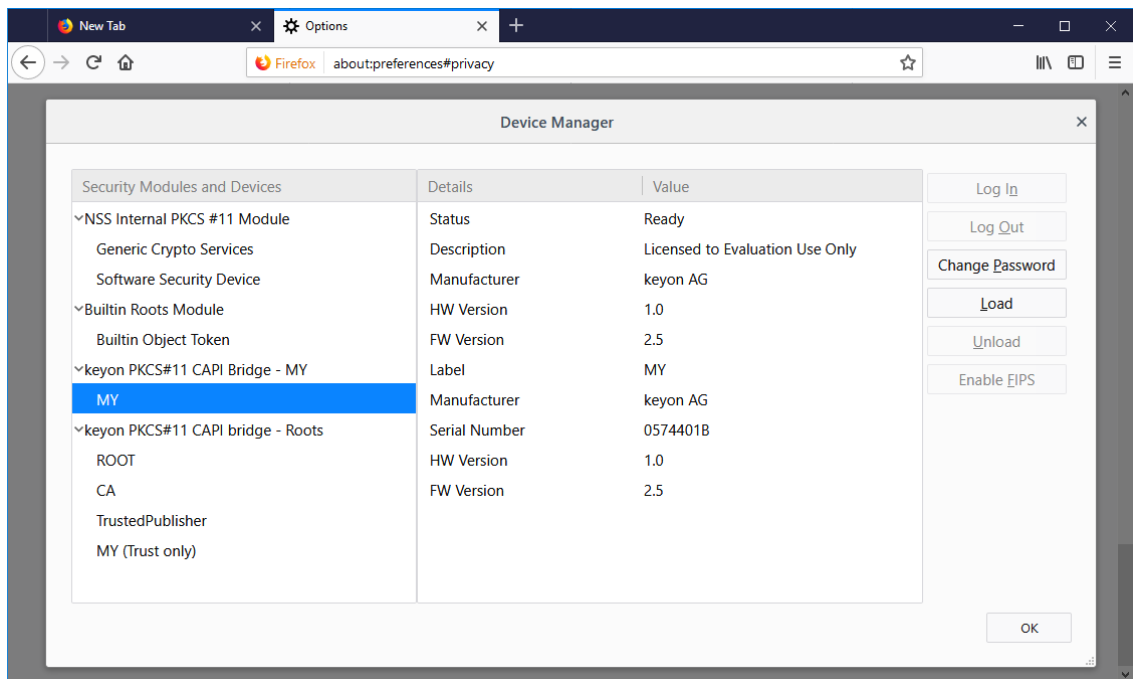 New Tab
Options
Firefox about:preferences#privacy
Device Manager
Security Modules and Devices Details Value
NSS Internal PKCS #11 Module Status Ready
Generic Crypto Services Description Licensed to Evaluation Use Only
Software Security Device Manufacturer keyon AG
Builtin Roots Module HW Version 1.0
Builtin Object Token FW Version 2.5
keyon PKCS#11 CAPI Bridge - MY Label MY
MY Manufacturer keyon AG
keyon PKCS#11 CAPI bridge - Roots Serial Number 0574401B
ROOT HW Version 1.0
CA FW Version 2.5
TrustedPublisher
MY (Trust only)
Log In
Log Out
Change Password
Load
Unload
Enable FIPS
OK